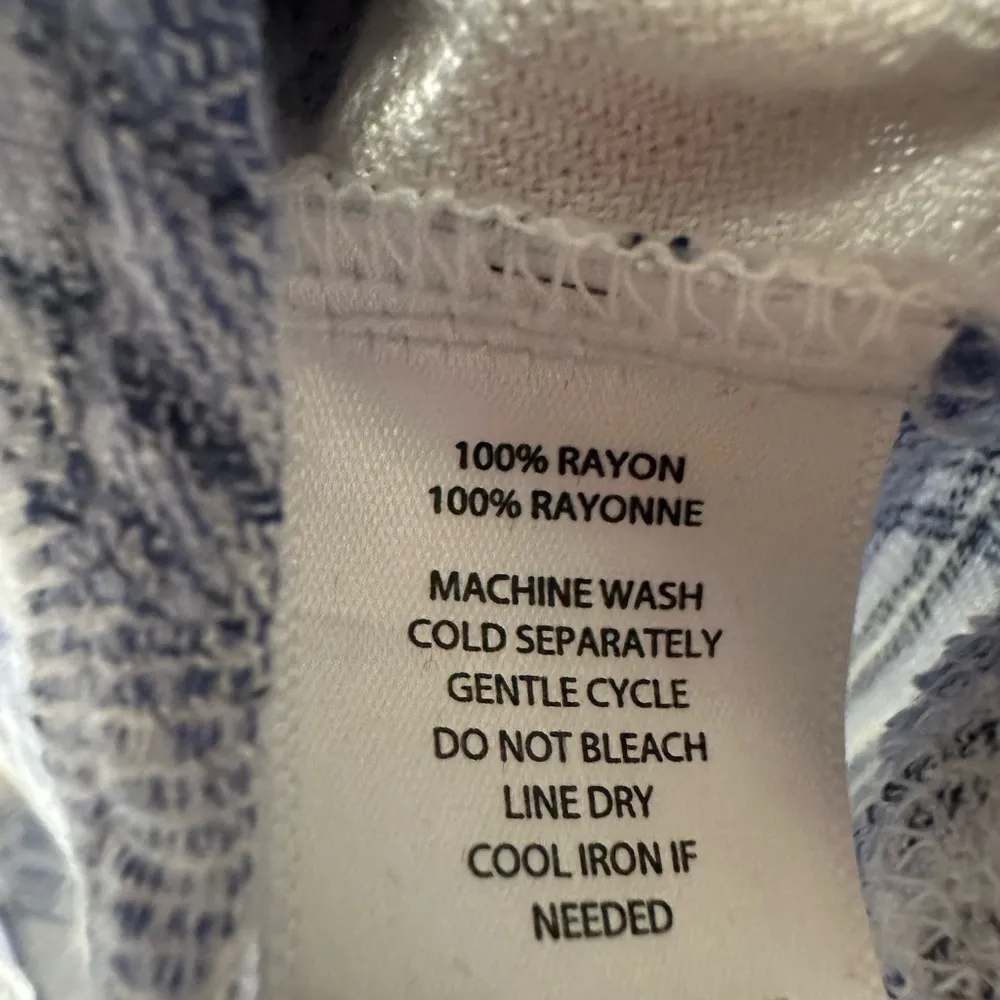 100% RAYON
100% RAYONNE
MACHINE WASH
COLD SEPARATELY
GENTLE CYCLE
DO NOT BLEACH
LINE DRY
COOL IRON IF
NEEDED